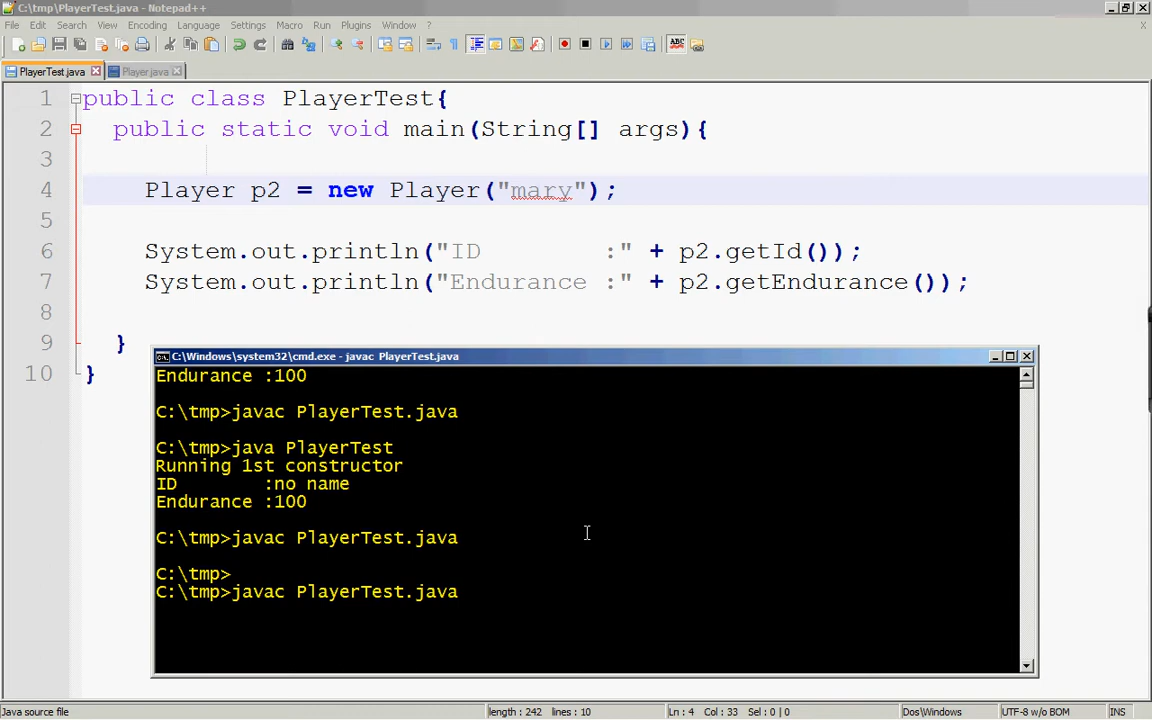 C:\tmp\PlayerTest.java - Notepad++
File Edit Search View Encoding Language Settings Macro Run Plugins Window ?
PlayerTest.java Player.java
1 public class PlayerTest{
2 public static void main(String[] args){
3
4 Player p2 = new Player("mary");
5
6 System.out.println("ID :" + p2.getId());
7 System.out.println("Endurance :" + p2.getEndurance());
8
9 }
10 }
C:\Windows\system32\cmd.exe - javac PlayerTest.java
Endurance :100
C:\tmp>javac PlayerTest.java
C:\tmp>java PlayerTest
Running 1st constructor
ID :no name
Endurance :100
C:\tmp>javac PlayerTest.java
C:\tmp>
C:\tmp>javac PlayerTest.java
Java source file length : 242 lines : 10 Ln : 4 Col : 33 Sel : 0 | 0 Dos\Windows UTF-8 w/o BOM INS